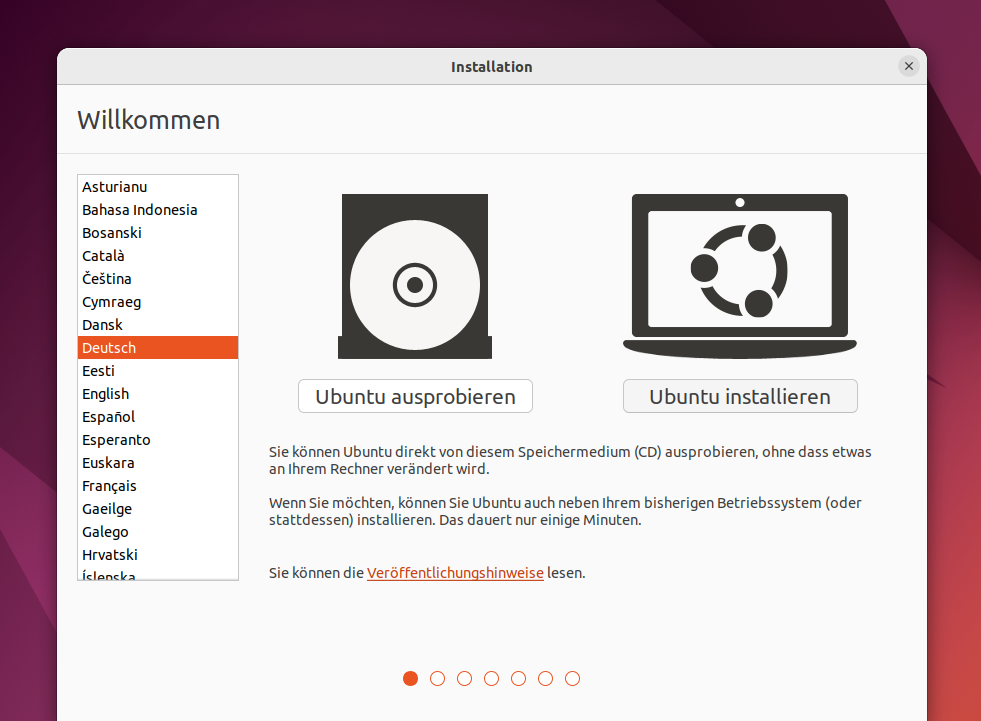 Installation
Willkommen
Asturianu
Bahasa Indonesia
Bosanski
Català
Čeština
Cymraeg
Dansk
Deutsch
Eesti
English
Español
Esperanto
Euskara
Français
Gaeilge
Galego
Hrvatski
Íslenska
Ubuntu ausprobieren
Ubuntu installieren
Sie können Ubuntu direkt von diesem Speichermedium (CD) ausprobieren, ohne dass etwas
an Ihrem Rechner verändert wird.
Wenn Sie möchten, können Sie Ubuntu auch neben Ihrem bisherigen Betriebssystem (oder
stattdessen) installieren. Das dauert nur einige Minuten.
Sie können die Veröffentlichungshinweise lesen.